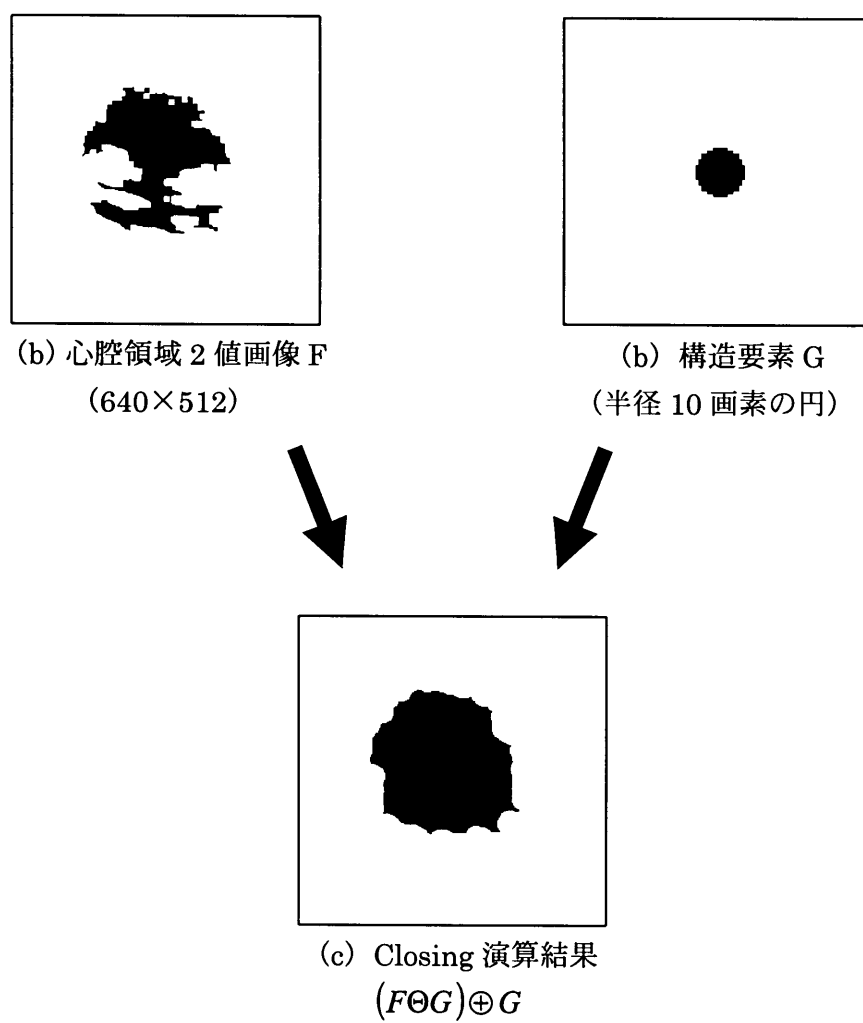 (b) 心腔領域 2 値画像 F
(640×512)
(b) 構造要素 G
(半径 10 画素の円)
(c) Closing 演算結果
(FΘG)⊕G